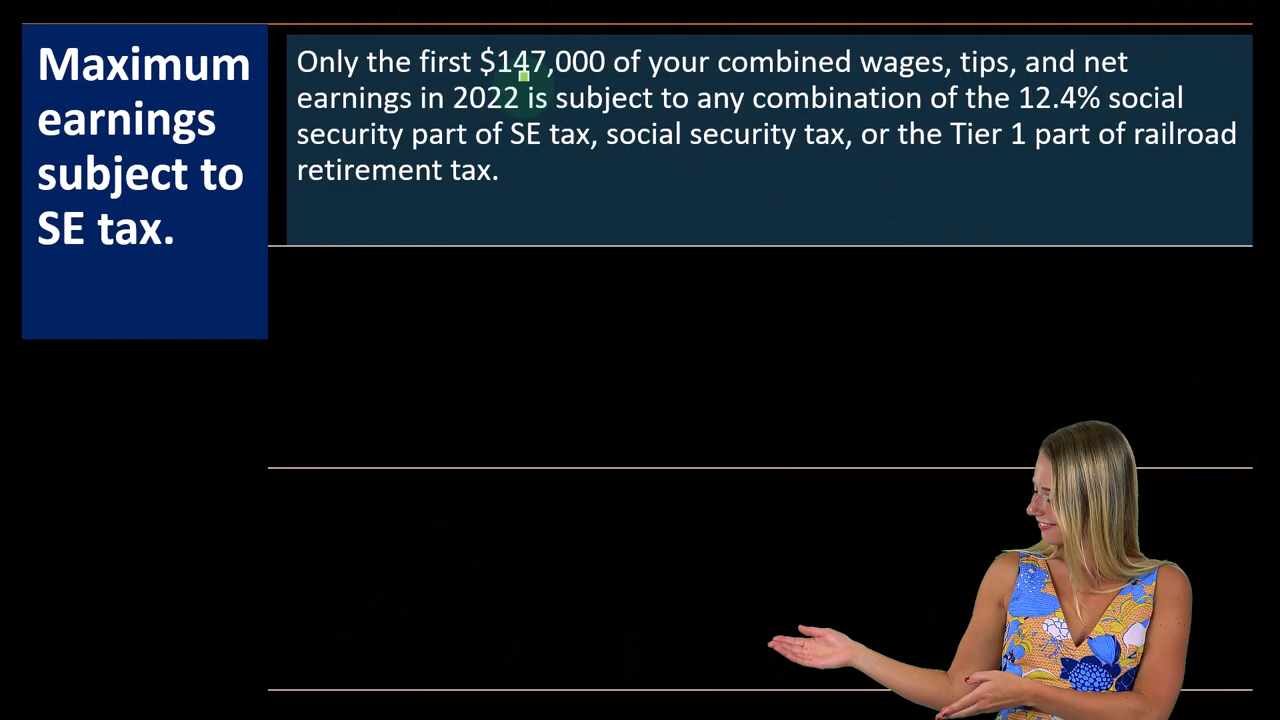 Maximum
earnings
subject to
SE tax.
Only the first $147,000 of your combined wages, tips, and net
earnings in 2022 is subject to any combination of the 12.4% social
security part of SE tax, social security tax, or the Tier 1 part of railroad
retirement tax.